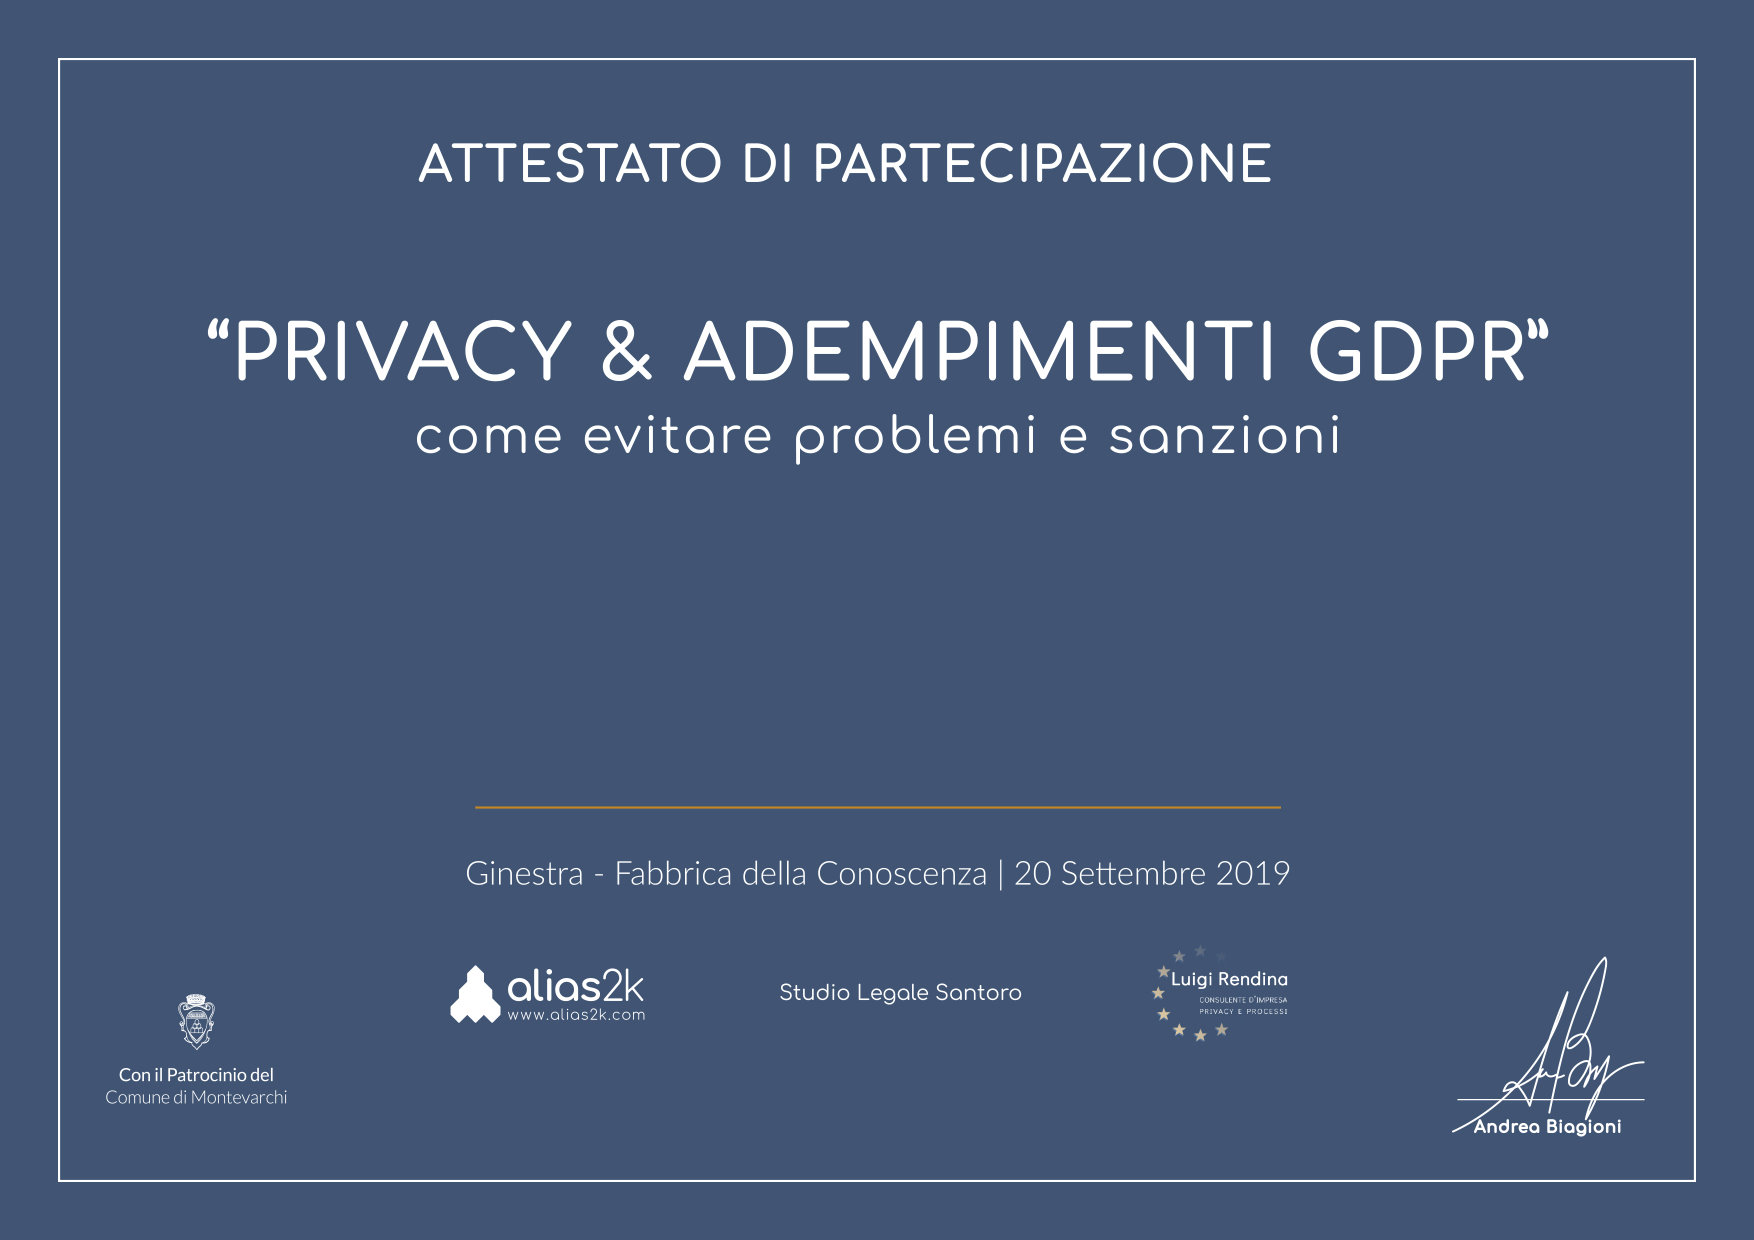 ATTESTATO DI PARTECIPAZIONE
“PRIVACY & ADEMPIMENTI GDPR”
come evitare problemi e sanzioni
Ginestra - Fabbrica della Conoscenza | 20 Settembre 2019
Con il Patrocinio del
Comune di Montevarchi
alias2k
www.alias2k.com
Studio Legale Santoro
Luigi Rendina
CONSULENTE D'IMPRESA
PRIVACY E PROCESSI
Andrea Biagioni